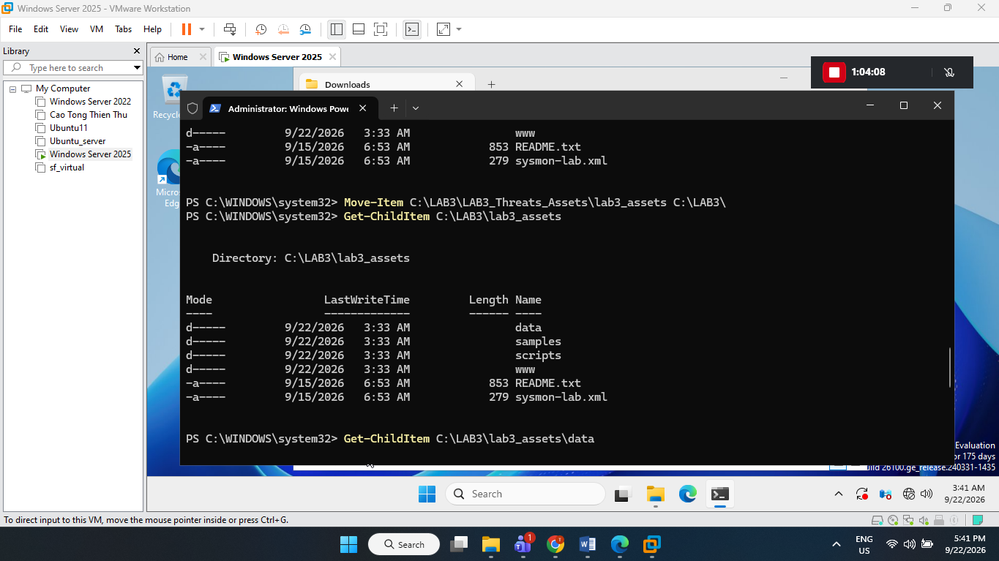 Windows Server 2025 - VMware Workstation
File Edit View VM Tabs Help
Library
Type here to search
My Computer
Windows Server 2022
Cao Tong Thien Thu
Ubuntu11
Ubuntu_server
Windows Server 2025
sf_virtual
Home
Windows Server 2025
1:04:08
Downloads
Recycle
Micros
Edg
Administrator: Windows Powe
d----- 9/22/2026 3:33 AM www
-a---- 9/15/2026 6:53 AM 853 README.txt
-a---- 9/15/2026 6:53 AM 279 sysmon-lab.xml
PS C:\WINDOWS\system32> Move-Item C:\LAB3\LAB3_Threats_Assets\lab3_assets C:\LAB3\
PS C:\WINDOWS\system32> Get-ChildItem C:\LAB3\lab3_assets
Directory: C:\LAB3\lab3_assets
Mode LastWriteTime Length Name
---- ------------- ------ ----
d----- 9/22/2026 3:33 AM data
d----- 9/22/2026 3:33 AM samples
d----- 9/22/2026 3:33 AM scripts
d----- 9/22/2026 3:33 AM www
-a---- 9/15/2026 6:53 AM 853 README.txt
-a---- 9/15/2026 6:53 AM 279 sysmon-lab.xml
PS C:\WINDOWS\system32> Get-ChildItem C:\LAB3\lab3_assets\data
Evaluation
or 175 days
uild 26100.ge_release.240331-1435
Search
3:41 AM
9/22/2026
To direct input to this VM, move the mouse pointer inside or press Ctrl+G.
Search
1
ENG
US
5:41 PM
9/22/2026